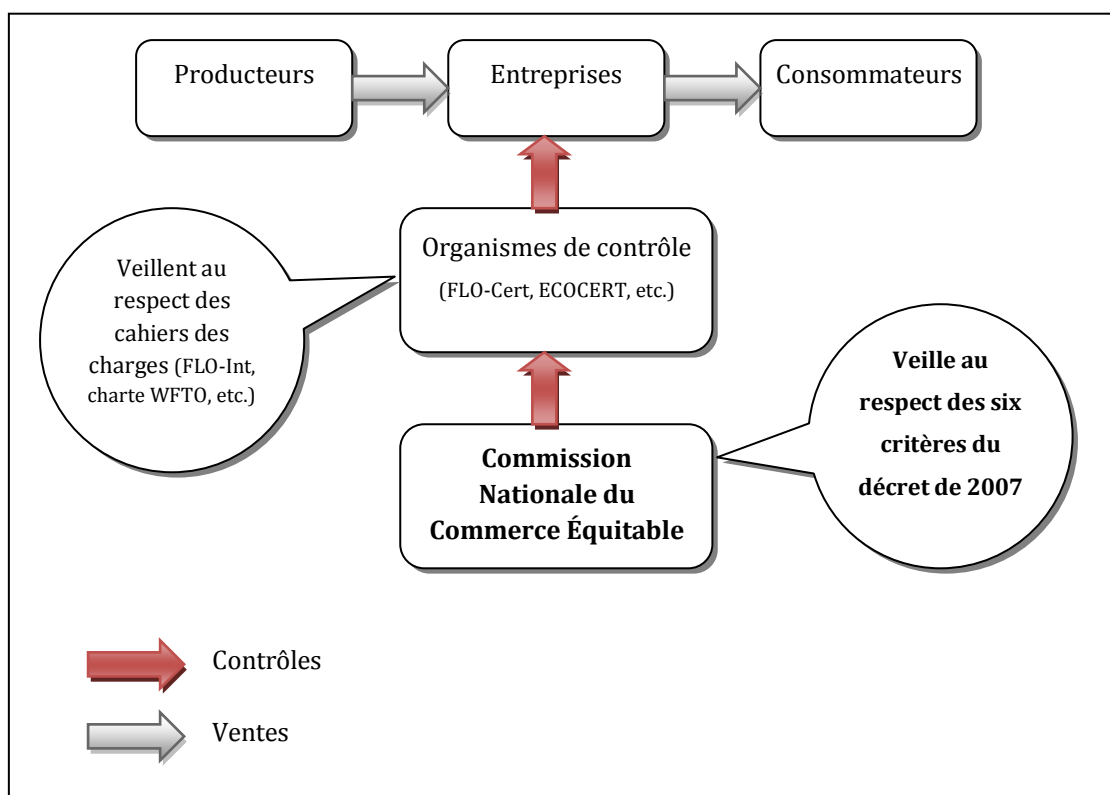 Producteurs
Entreprises
Consommateurs
Organismes de contrôle
(FLO-Cert, ECOCERT, etc.)
Veillent au
respect des
cahiers des
charges (FLO-Int,
charte WFTO, etc.)
Veille au
respect des six
critères du
décret de 2007
Commission
Nationale du
Commerce Équitable
Contrôles
Ventes